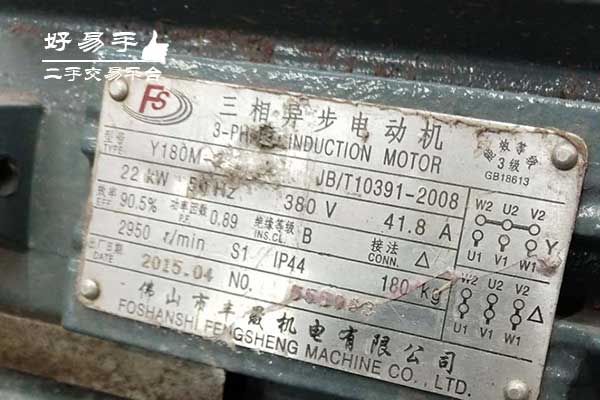 好易手
二手交易平台
FS 三相异步电动机
3-PH INDUCTION MOTOR
能效等级 3级
GB18613
型号 TYPE Y180M- JB/T10391-2008
22 kW 50 HZ 380 V 41.8 A
效率 EFF 90.5% 功率因数 P.F. 0.89 绝缘等级 INS.CL. B 接法 CONN. △
2950 r/min S1 IP44 180 kg
出厂日期 DATE 2015.04 NO.
W2 U2 V2
Y
U1 V1 W1
W2 U2 V2
△
U1 V1 W1
佛山市丰晟机电有限公司
FOSHANSHI FENGSHENG MACHINE CO., LTD.